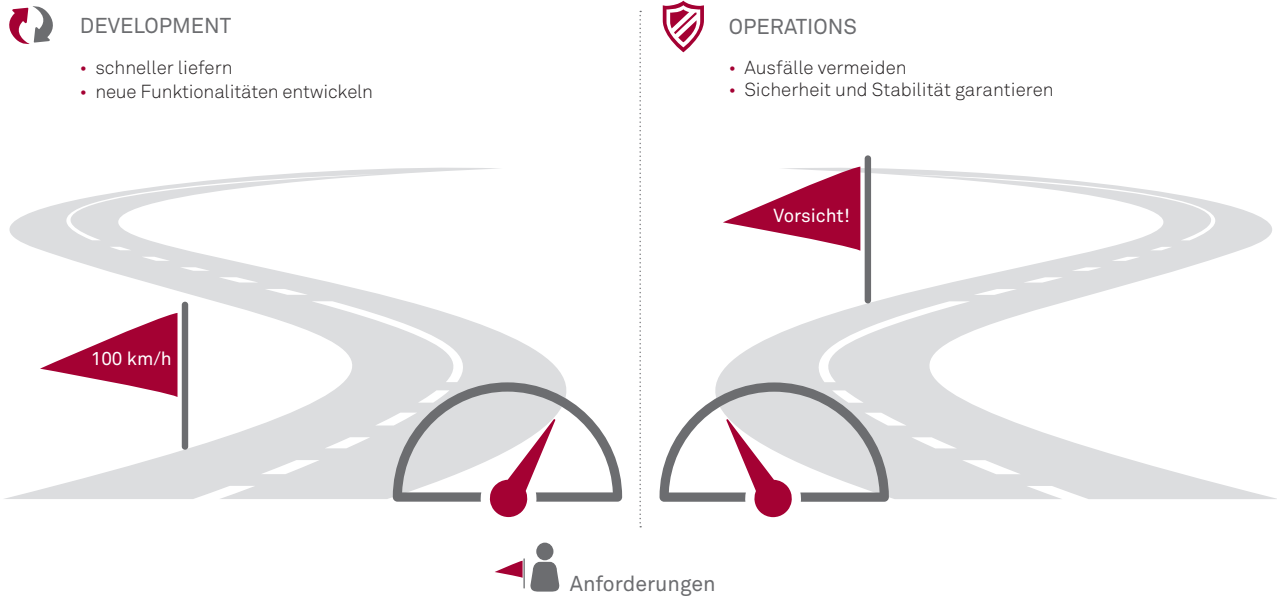 DEVELOPMENT
• schneller liefern
• neue Funktionalitäten entwickeln
100 km/h
OPERATIONS
• Ausfälle vermeiden
• Sicherheit und Stabilität garantieren
Vorsicht!
Anforderungen